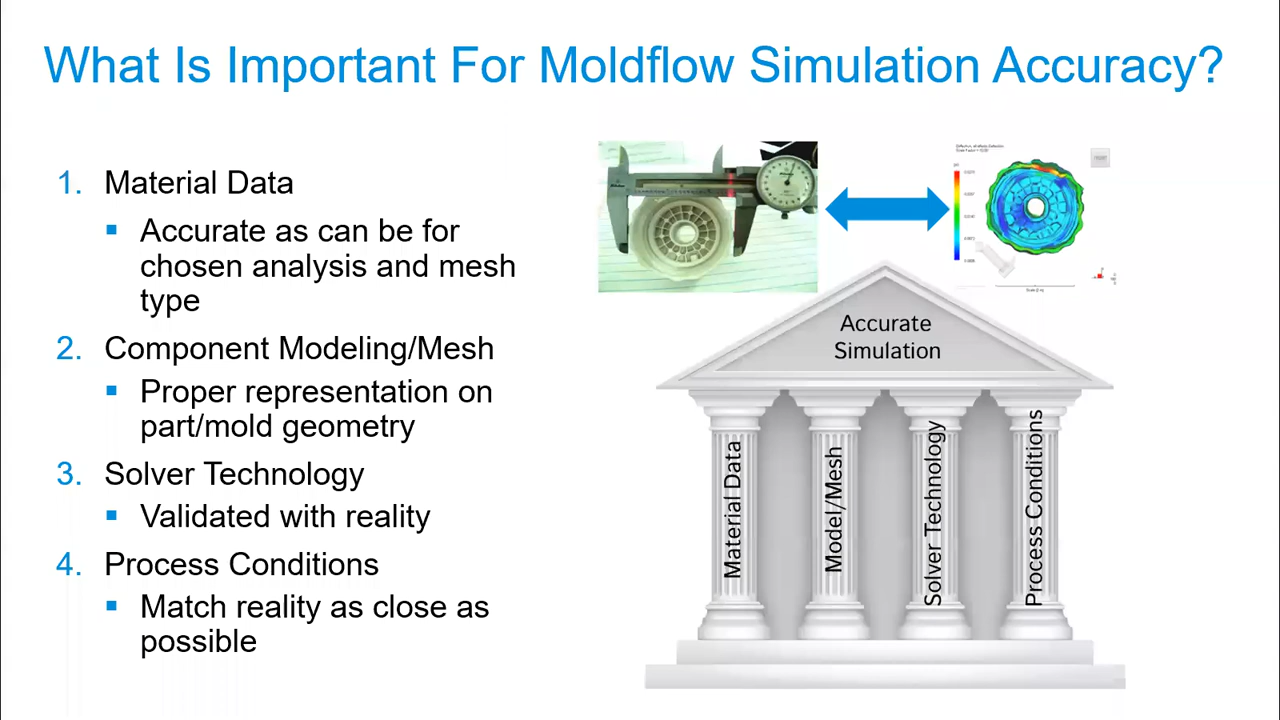 What Is Important For Moldflow Simulation Accuracy?
1. Material Data
▪ Accurate as can be for
chosen analysis and mesh
type
2. Component Modeling/Mesh
▪ Proper representation on
part/mold geometry
3. Solver Technology
▪ Validated with reality
4. Process Conditions
▪ Match reality as close as
possible
Accurate
Simulation
Material Data
Model/Mesh
Solver Technology
Process Conditions